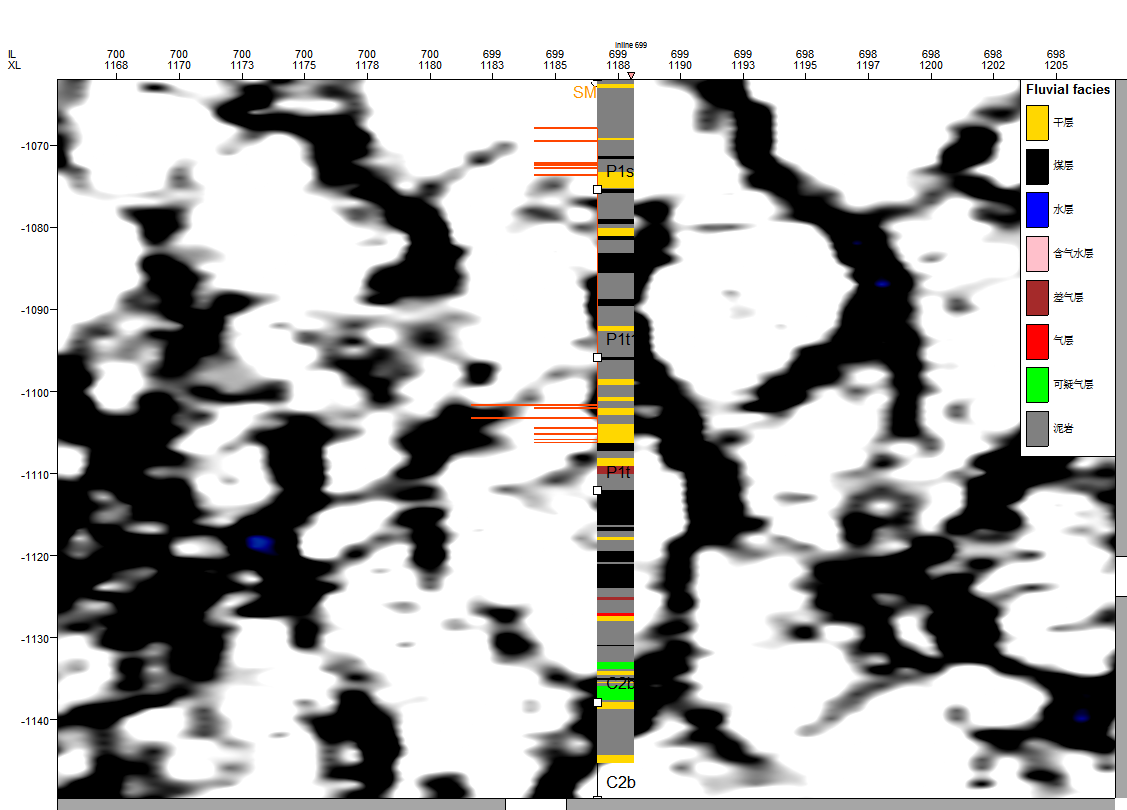 Inline 699
IL 700 700 700 700 700 700 699 699 699 699 699 699 698 698 698 698
XL 1168 1170 1173 1175 1178 1180 1183 1185 1188 1190 1193 1195 1197 1200 1202 1205
Fluvial facies
干层
煤层
水层
含气水层
差气层
气层
可疑气层
泥岩
SM
P1s
P1t1
P1t
C2b
C2b
-1070
-1080
-1090
-1100
-1110
-1120
-1130
-1140